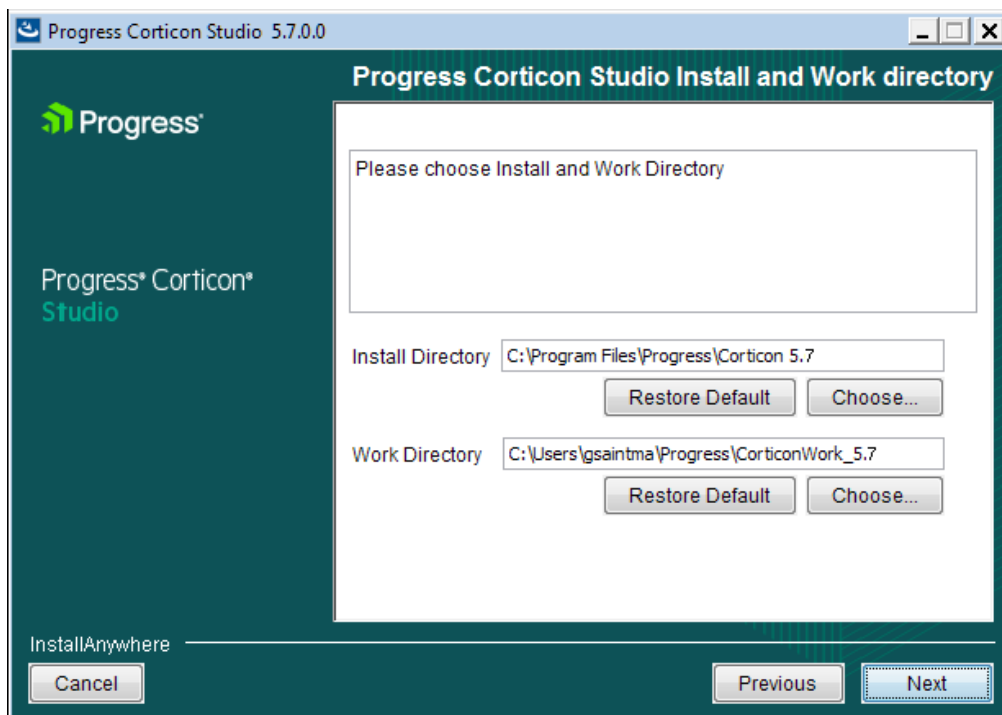 Progress Corticon Studio 5.7.0.0
Progress Corticon Studio Install and Work directory
Progress®
Please choose Install and Work Directory
Progress® Corticon®
Studio
Install Directory C:\Program Files\Progress\Corticon 5.7
Restore Default Choose...
Work Directory C:\Users\gsaintma\Progress\CorticonWork_5.7
Restore Default Choose...
InstallAnywhere
Cancel Previous Next